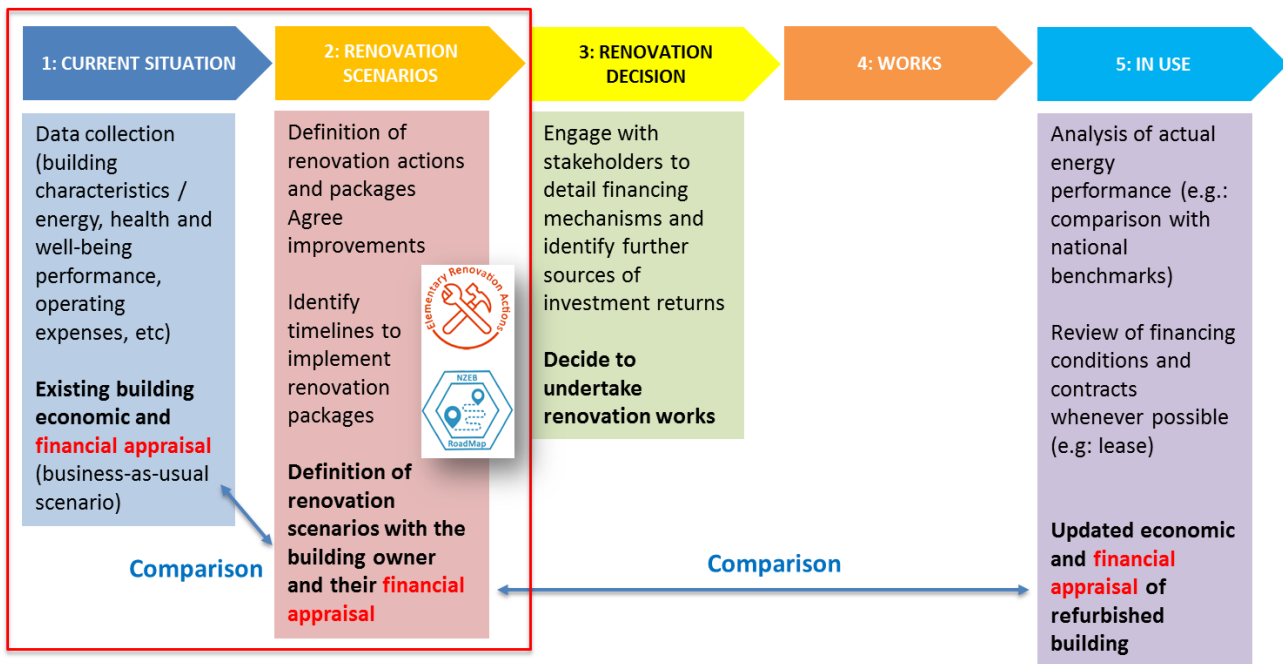 1: CURRENT SITUATION
2: RENOVATION
SCENARIOS
3: RENOVATION
DECISION
4: WORKS
5: IN USE
Data collection
(building
characteristics /
energy, health and
well-being
performance,
operating
expenses, etc)
Existing building
economic and
financial appraisal
(business-as-usual
scenario)
Definition of
renovation actions
and packages
Agree
improvements
Identify
timelines to
implement
renovation
packages
Definition of
renovation
scenarios with the
building owner
and their financial
appraisal
Elementary Renovation Actions
NZEB
RoadMap
Engage with
stakeholders to
detail financing
mechanisms and
identify further
sources of
investment returns
Decide to
undertake
renovation works
Analysis of actual
energy
performance (e.g.:
comparison with
national
benchmarks)
Review of financing
conditions and
contracts
whenever possible
(e.g: lease)
Updated economic
and financial
appraisal of
refurbished
building
Comparison
Comparison